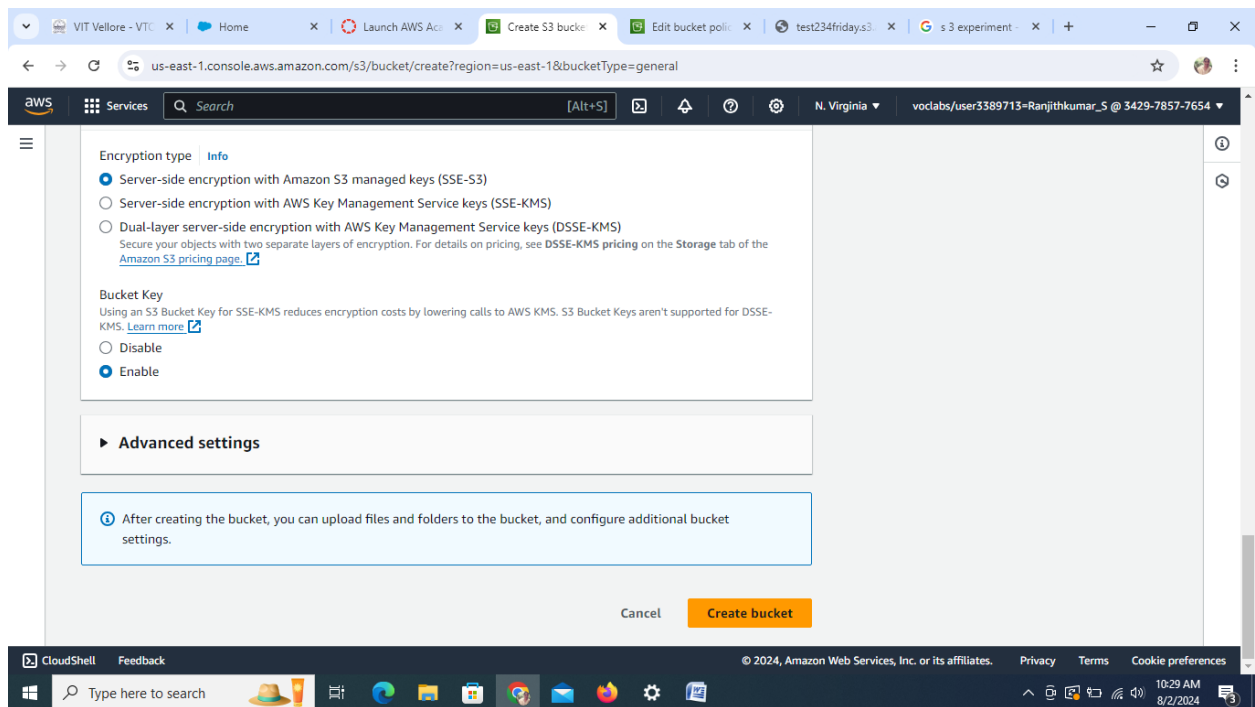 VIT Vellore - VTC
Home
Launch AWS Aca
Create S3 bucke
Edit bucket polic
test234friday.s3.
s 3 experiment -
us-east-1.console.aws.amazon.com/s3/bucket/create?region=us-east-1&bucketType=general
aws
Services
Search
[Alt+S]
N. Virginia
voclabs/user3389713=Ranjithkumar_S @ 3429-7857-7654
Encryption type Info
Server-side encryption with Amazon S3 managed keys (SSE-S3)
Server-side encryption with AWS Key Management Service keys (SSE-KMS)
Dual-layer server-side encryption with AWS Key Management Service keys (DSSE-KMS)
Secure your objects with two separate layers of encryption. For details on pricing, see DSSE-KMS pricing on the Storage tab of the
Amazon S3 pricing page.
Bucket Key
Using an S3 Bucket Key for SSE-KMS reduces encryption costs by lowering calls to AWS KMS. S3 Bucket Keys aren't supported for DSSE-
KMS. Learn more
Disable
Enable
Advanced settings
After creating the bucket, you can upload files and folders to the bucket, and configure additional bucket
settings.
Cancel
Create bucket
CloudShell
Feedback
© 2024, Amazon Web Services, Inc. or its affiliates.
Privacy
Terms
Cookie preferences
Type here to search
10:29 AM
8/2/2024
3